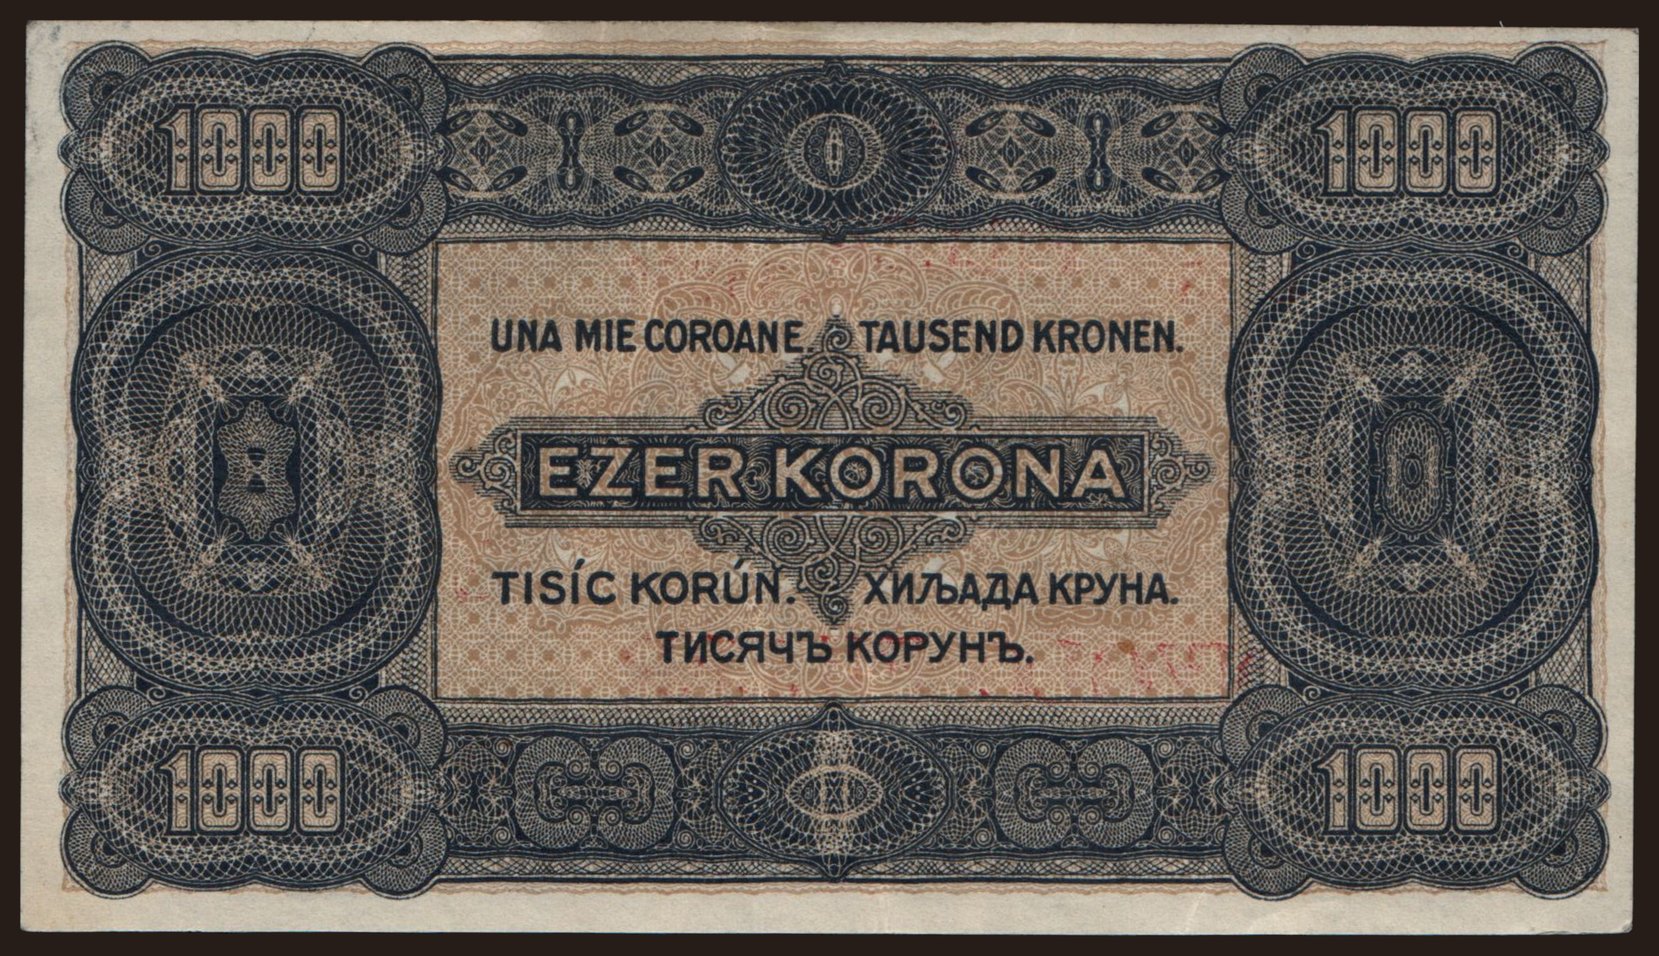 1000 1000
UNA MIE COROANE. TAUSEND KRONEN.
EZER KORONA
TISÍC KORÚN. ХИЉАДА КРУНА.
ТИСЯЧЪ КОРУНЪ.
1000 1000